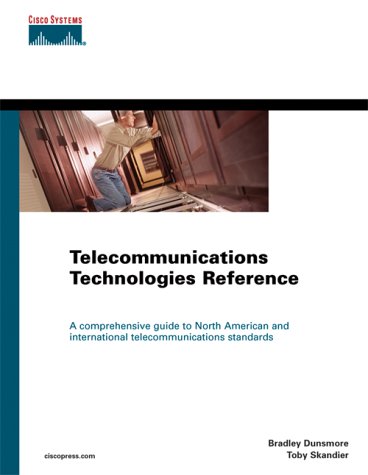 CISCO SYSTEMS
Telecommunications
Technologies Reference
A comprehensive guide to North American and
international telecommunications standards
Bradley Dunsmore
ciscopress.com
Toby Skandier